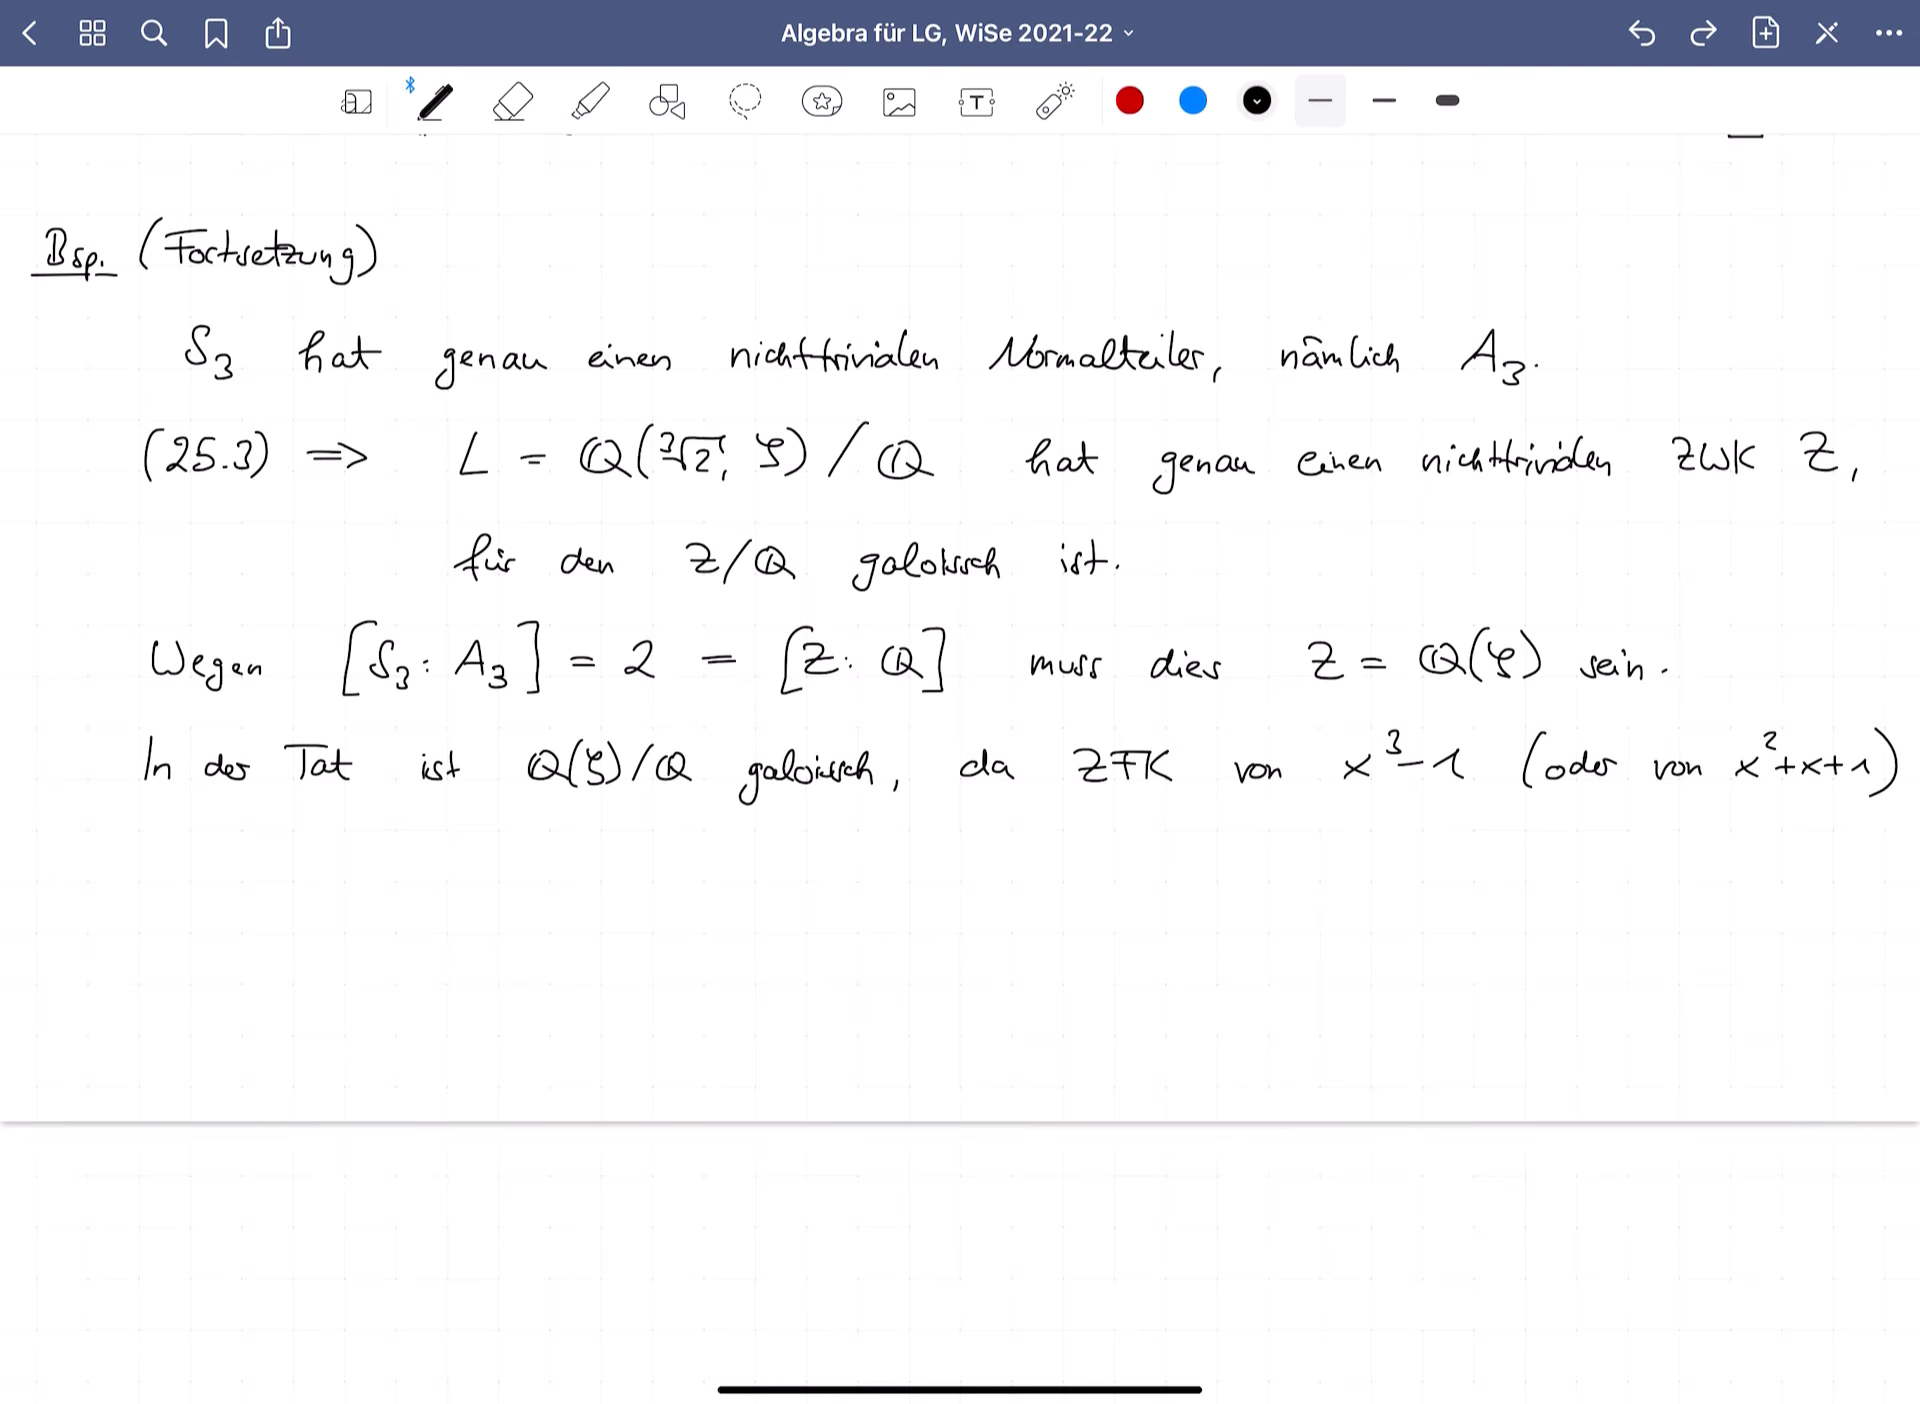 Algebra für LG, WiSe 2021-22
Bsp. (Fortsetzung)
S₃ hat genau einen nichttrivialen Normalteiler, nämlich A₃.
(25.3) ⇒ L = ℚ(∛2, ζ) / ℚ hat genau einen nichttrivialen ZWK Z,
für den Z/ℚ galoissch ist.
Wegen [S₃ : A₃] = 2 = [Z : ℚ] muss dies Z = ℚ(ζ) sein.
In der Tat ist ℚ(ζ)/ℚ galoissch, da ZFK von x³-1 (oder von x²+x+1)